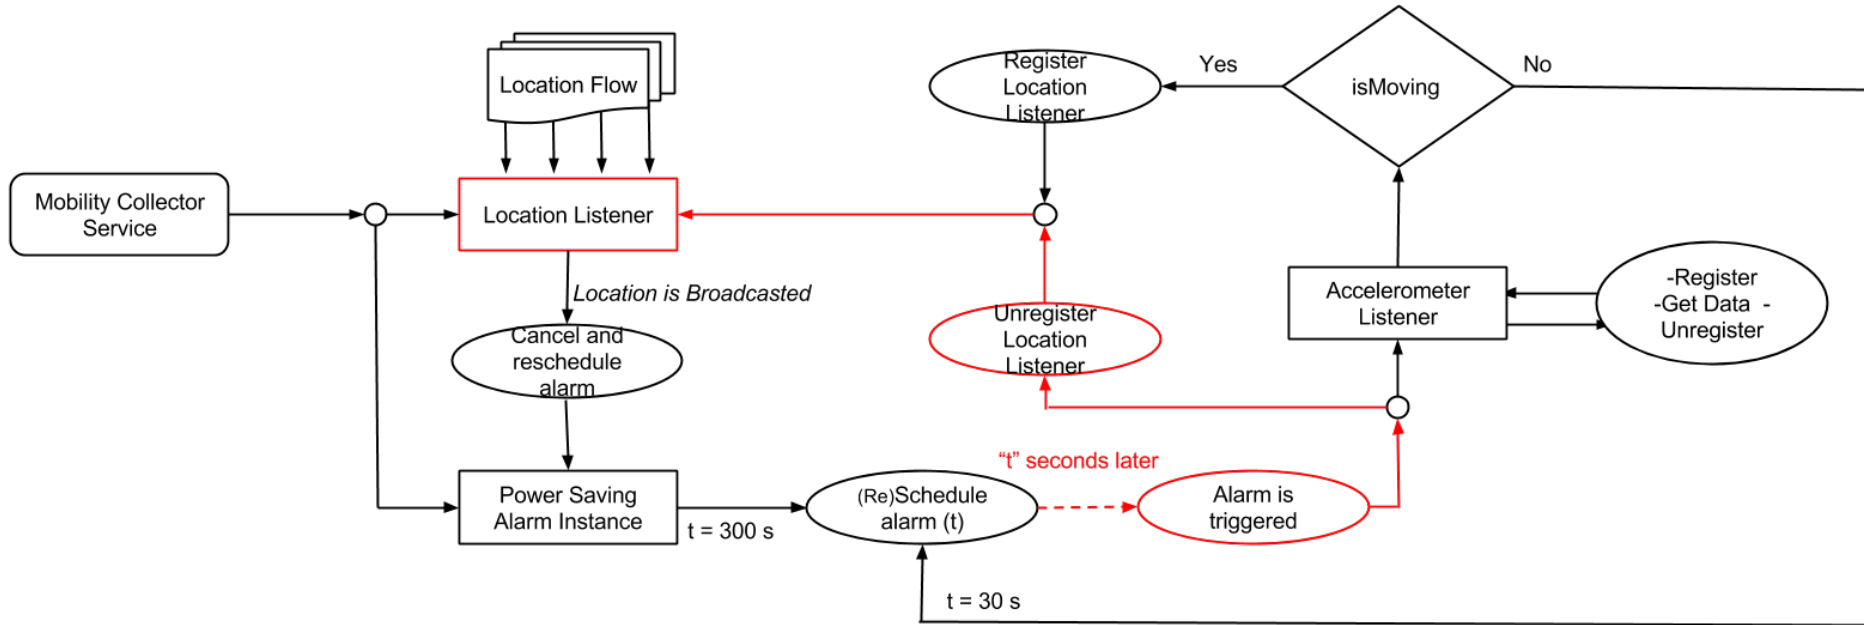 Location Flow
Register
Location
Listener
Yes
isMoving
No
Mobility Collector
Service
Location Listener
Location is Broadcasted
Accelerometer
Listener
-Register
-Get Data -
Unregister
Unregister
Location
Listener
Cancel and
reschedule
alarm
"t" seconds later
Power Saving
Alarm Instance
t = 300 s
(Re)Schedule
alarm (t)
Alarm is
triggered
t = 30 s